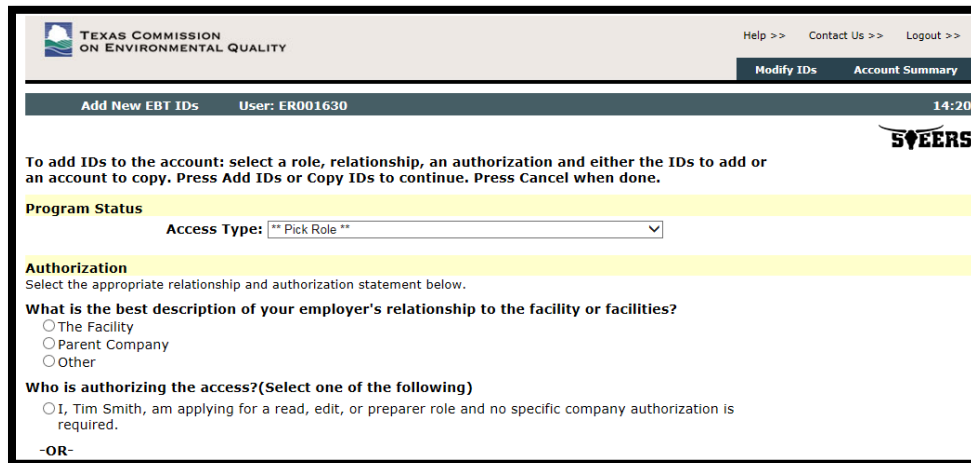 TEXAS COMMISSION
ON ENVIRONMENTAL QUALITY
Help >> Contact Us >> Logout >>
Modify IDs Account Summary
Add New EBT IDs User: ER001630 14:20
STEERS
To add IDs to the account: select a role, relationship, an authorization and either the IDs to add or
an account to copy. Press Add IDs or Copy IDs to continue. Press Cancel when done.
Program Status
Access Type: ** Pick Role **
Authorization
Select the appropriate relationship and authorization statement below.
What is the best description of your employer's relationship to the facility or facilities?
The Facility
Parent Company
Other
Who is authorizing the access?(Select one of the following)
I, Tim Smith, am applying for a read, edit, or preparer role and no specific company authorization is
required.
-OR-